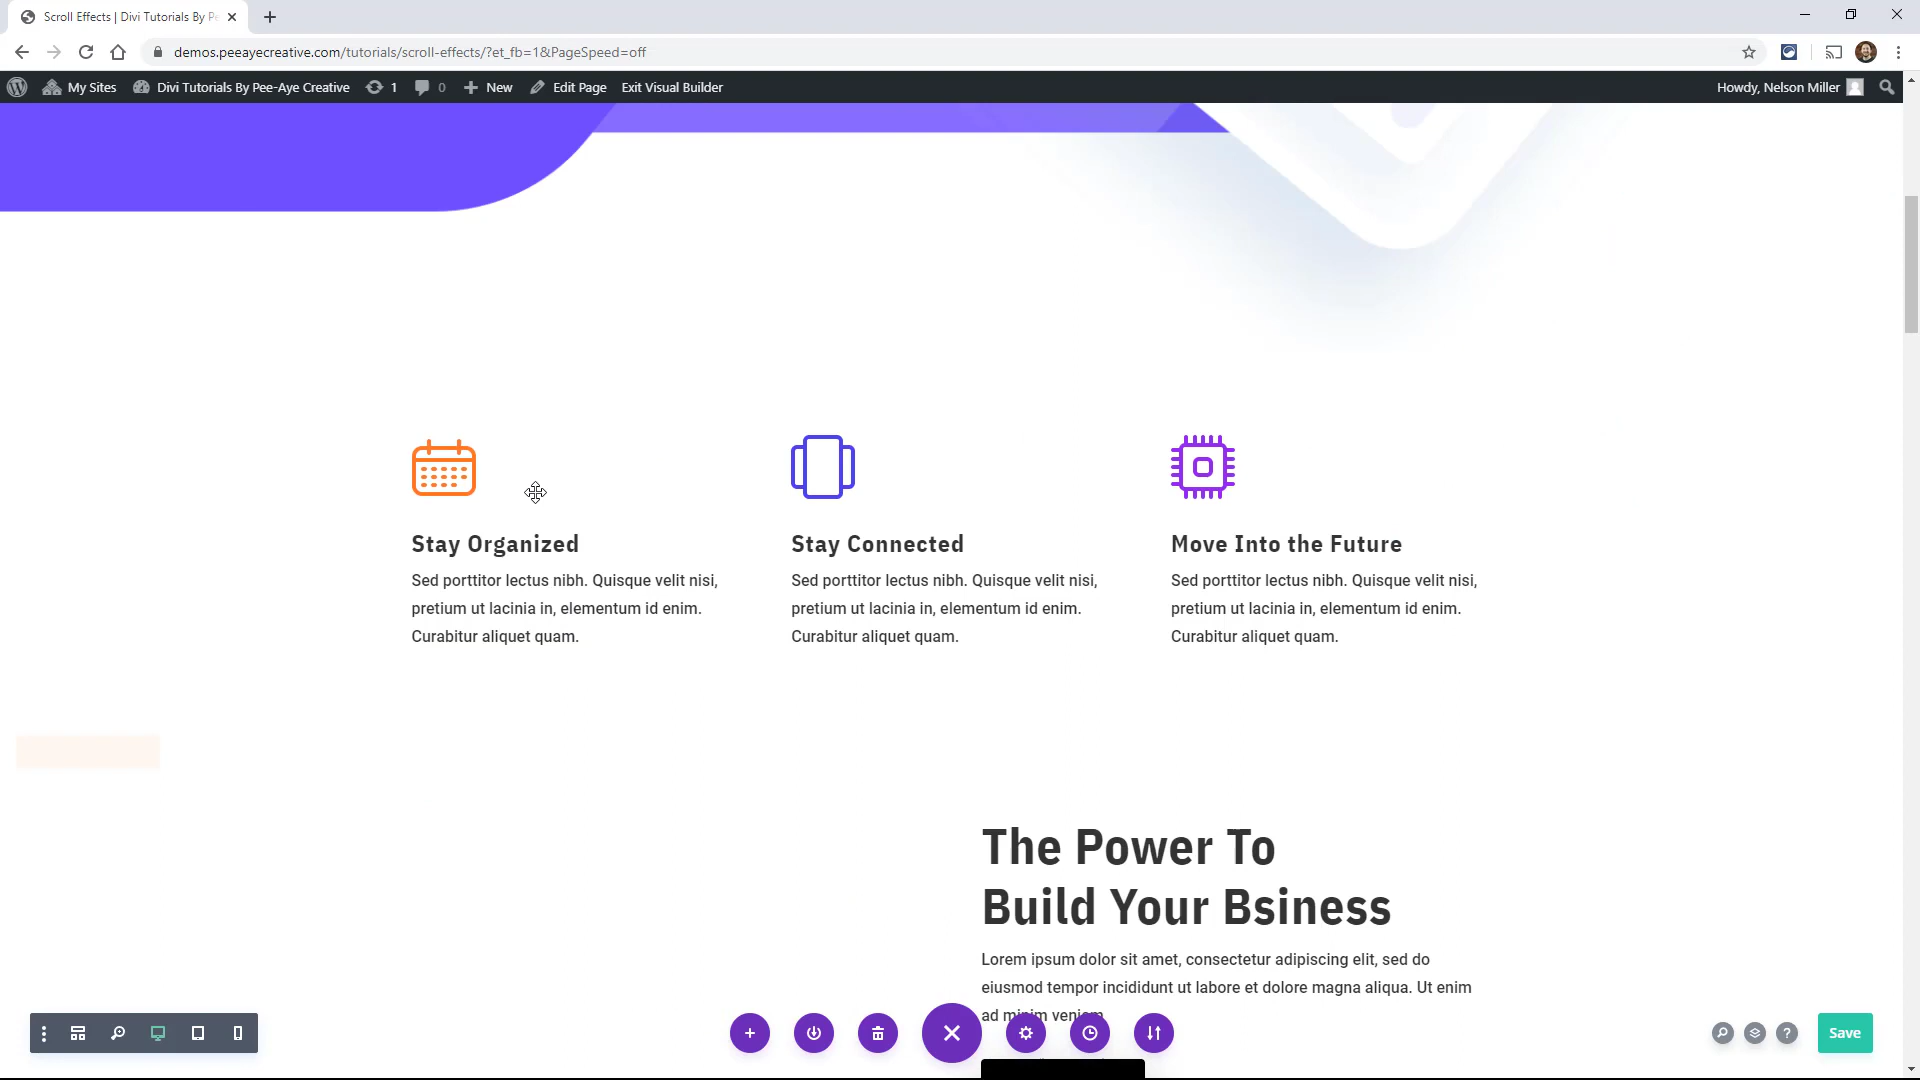 Scroll Effects | Divi Tutorials By Pe
demos.peeayecreative.com/tutorials/scroll-effects/?et_fb=1&PageSpeed=off
My Sites Divi Tutorials By Pee-Aye Creative 1 0 New Edit Page Exit Visual Builder Howdy, Nelson Miller
Stay Organized
Sed porttitor lectus nibh. Quisque velit nisi,
pretium ut lacinia in, elementum id enim.
Curabitur aliquet quam.
Stay Connected
Sed porttitor lectus nibh. Quisque velit nisi,
pretium ut lacinia in, elementum id enim.
Curabitur aliquet quam.
Move Into the Future
Sed porttitor lectus nibh. Quisque velit nisi,
pretium ut lacinia in, elementum id enim.
Curabitur aliquet quam.
The Power To
Build Your Bsiness
Lorem ipsum dolor sit amet, consectetur adipiscing elit, sed do
eiusmod tempor incididunt ut labore et dolore magna aliqua. Ut enim
ad minim veniam
Save